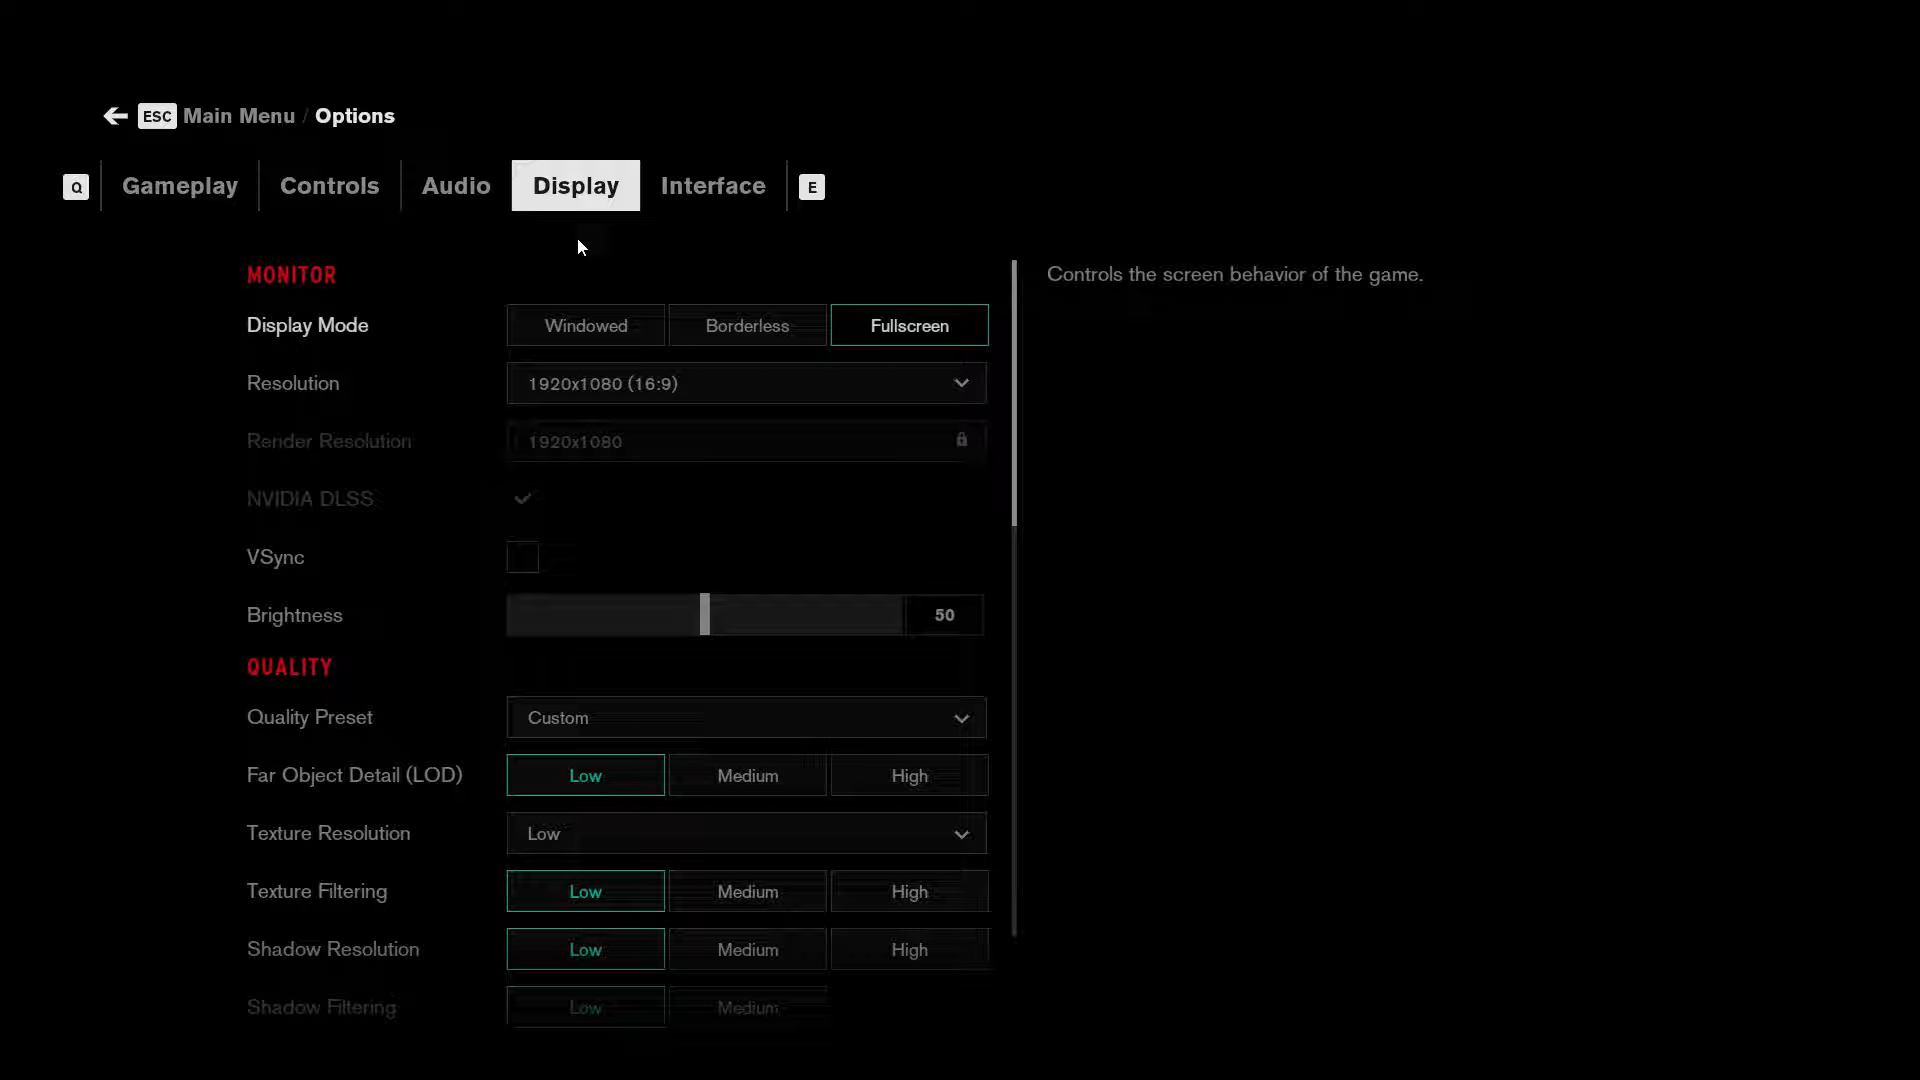 ESC Main Menu / Options
Q Gameplay Controls Audio Display Interface E
MONITOR
Controls the screen behavior of the game.
Display Mode Windowed Borderless Fullscreen
Resolution 1920x1080 (16:9)
Render Resolution 1920x1080
NVIDIA DLSS
VSync
Brightness 50
QUALITY
Quality Preset Custom
Far Object Detail (LOD) Low Medium High
Texture Resolution Low
Texture Filtering Low Medium High
Shadow Resolution Low Medium High
Shadow Filtering Low Medium